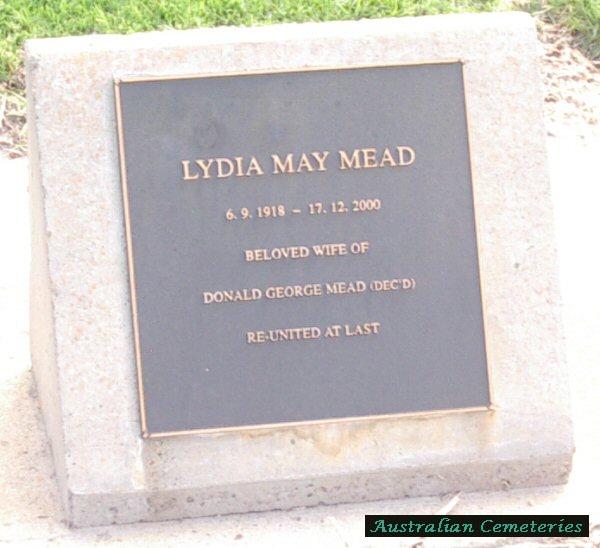 LYDIA MAY MEAD
6. 9. 1918 – 17. 12. 2000
BELOVED WIFE OF
DONALD GEORGE MEAD (DEC'D)
RE-UNITED AT LAST
Australian Cemeteries